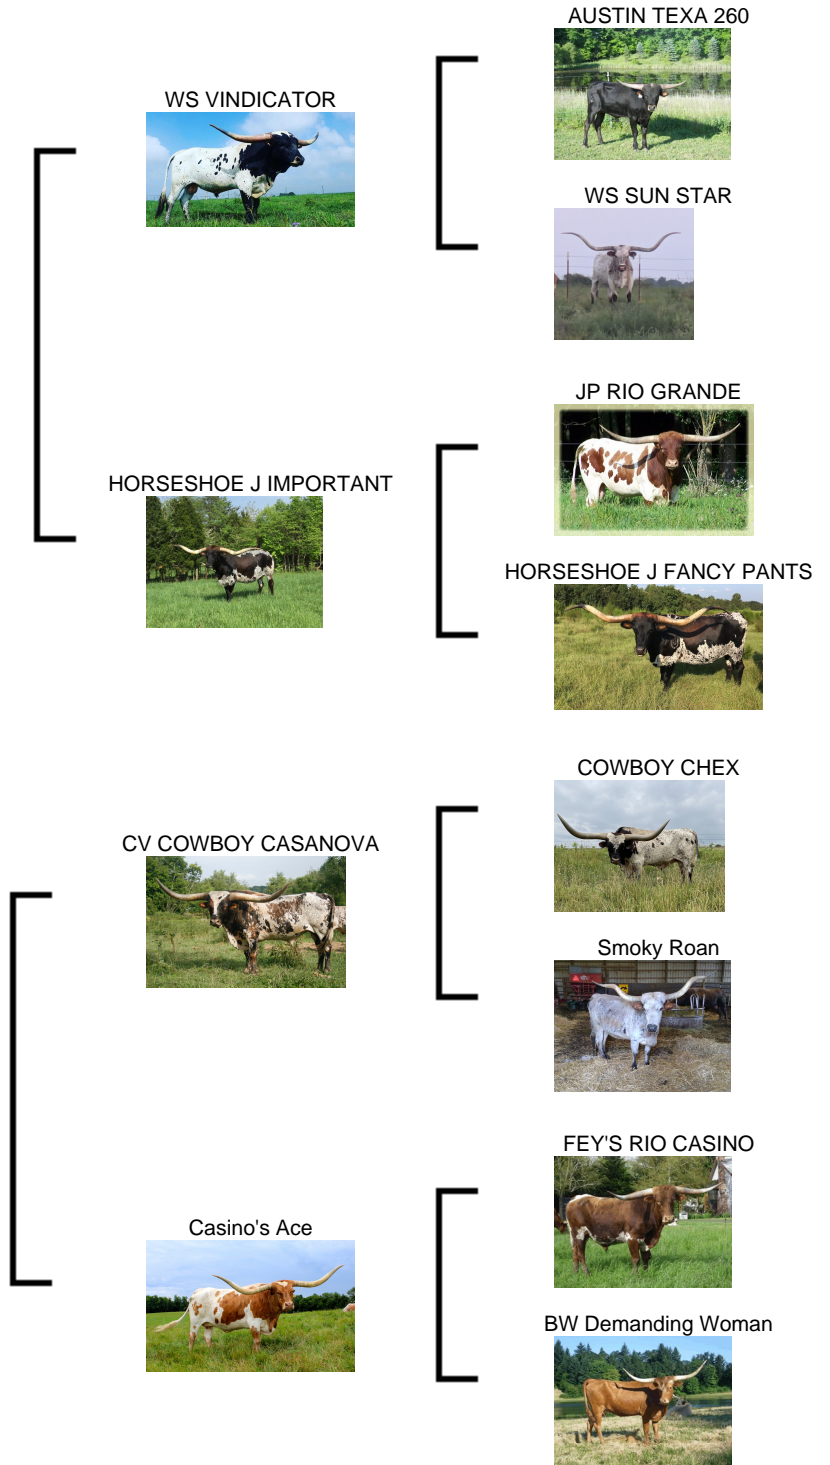 AUSTIN TEXA 260
WS VINDICATOR
WS SUN STAR
JP RIO GRANDE
HORSESHOE J IMPORTANT
HORSESHOE J FANCY PANTS
COWBOY CHEX
CV COWBOY CASANOVA
Smoky Roan
FEY'S RIO CASINO
Casino's Ace
BW Demanding Woman